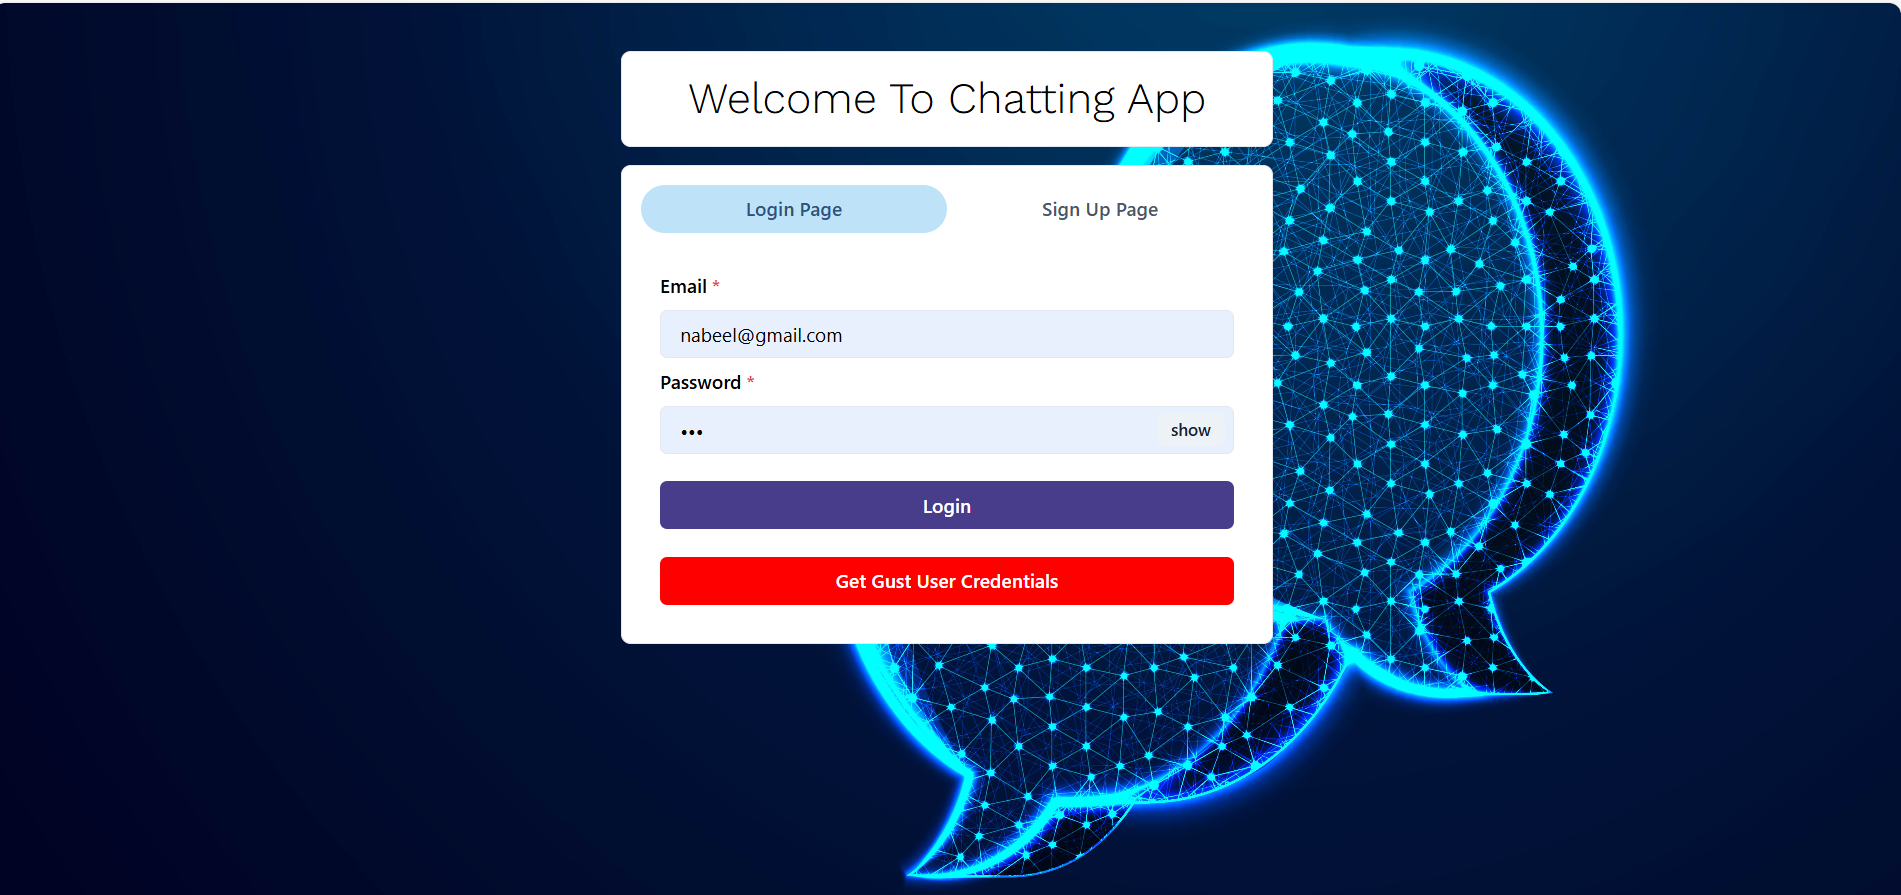 Welcome To Chatting App
Login Page
Sign Up Page
Email *
nabeel@gmail.com
Password *
•••
show
Login
Get Gust User Credentials